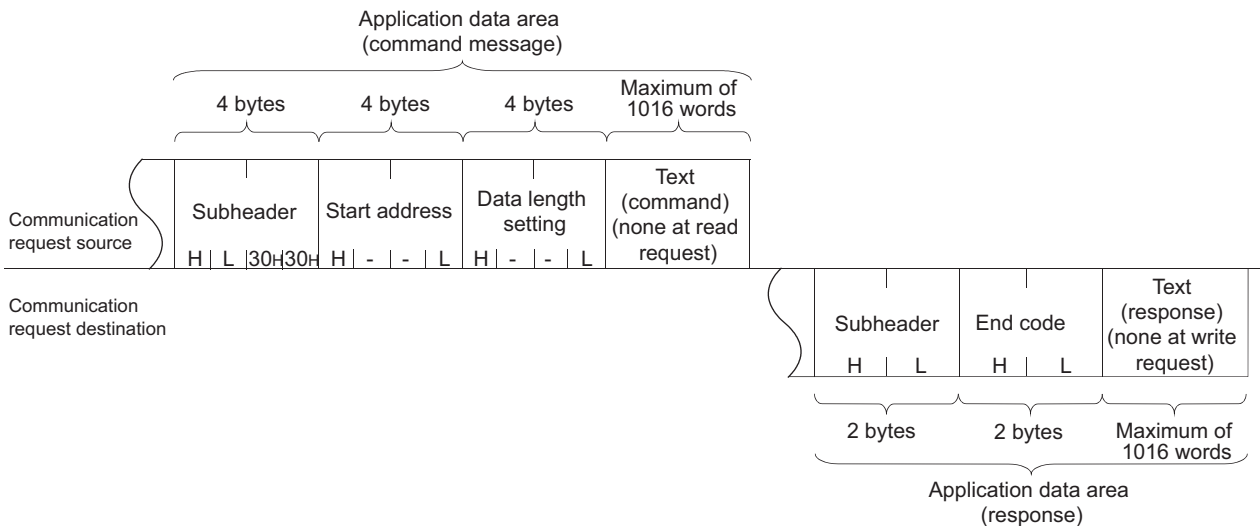 Application data area
(command message)
4 bytes 4 bytes 4 bytes Maximum of
1016 words
Communication
request source
Subheader
H L 30H 30H
Start address
H - - L
Data length
setting
H - - L
Text
(command)
(none at read
request)
Communication
request destination
Subheader
H L
End code
H L
Text
(response)
(none at write
request)
2 bytes 2 bytes Maximum of
1016 words
Application data area
(response)